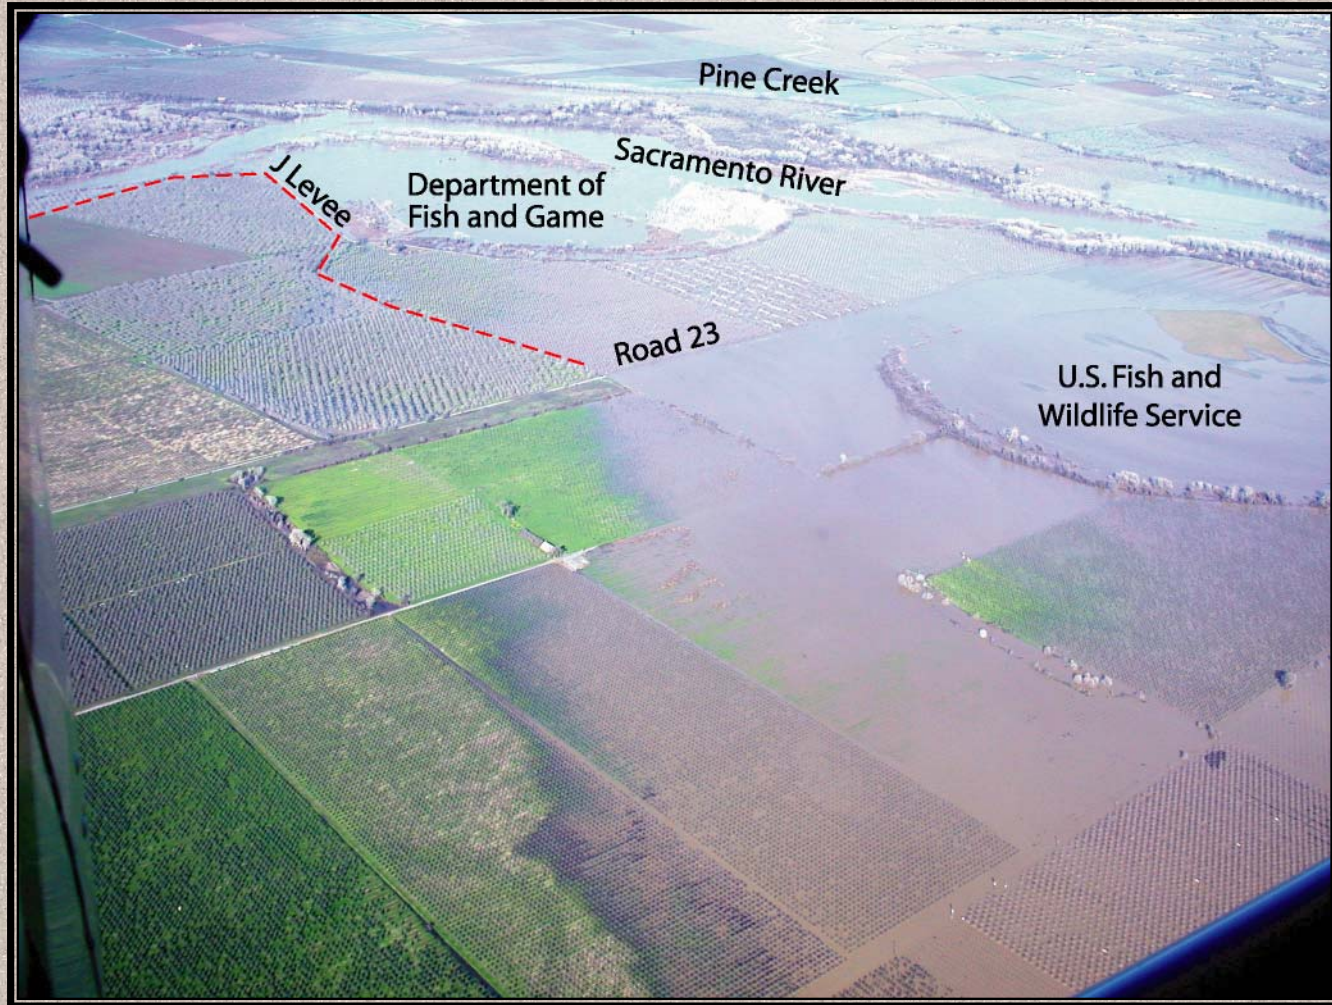 Pine Creek
Sacramento River
J Levee
Department of
Fish and Game
Road 23
U.S. Fish and
Wildlife Service